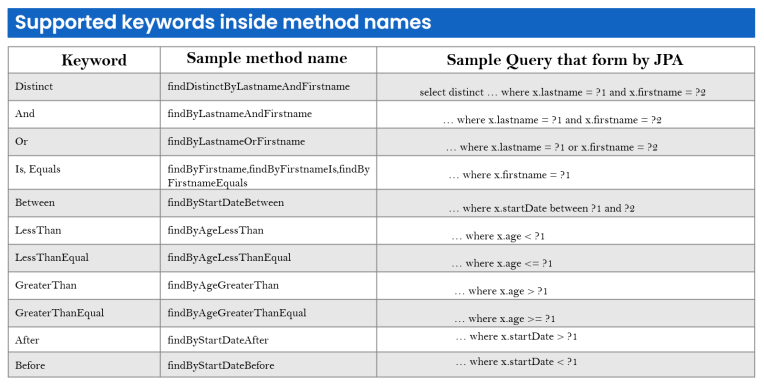 Supported keywords inside method names
Keyword
Sample method name
Sample Query that form by JPA
Distinct
findDistinctByLastnameAndFirstname
select distinct … where x.lastname = ?1 and x.firstname = ?2
And
findByLastnameAndFirstname
… where x.lastname = ?1 and x.firstname = ?2
Or
findByLastnameOrFirstname
… where x.lastname = ?1 or x.firstname = ?2
Is, Equals
findByFirstname,findByFirstnameIs,findBy
FirstnameEquals
… where x.firstname = ?1
Between
findByStartDateBetween
… where x.startDate between ?1 and ?2
LessThan
findByAgeLessThan
… where x.age < ?1
LessThanEqual
findByAgeLessThanEqual
… where x.age <= ?1
GreaterThan
findByAgeGreaterThan
… where x.age > ?1
GreaterThanEqual
findByAgeGreaterThanEqual
… where x.age >= ?1
After
findByStartDateAfter
… where x.startDate > ?1
Before
findByStartDateBefore
… where x.startDate < ?1